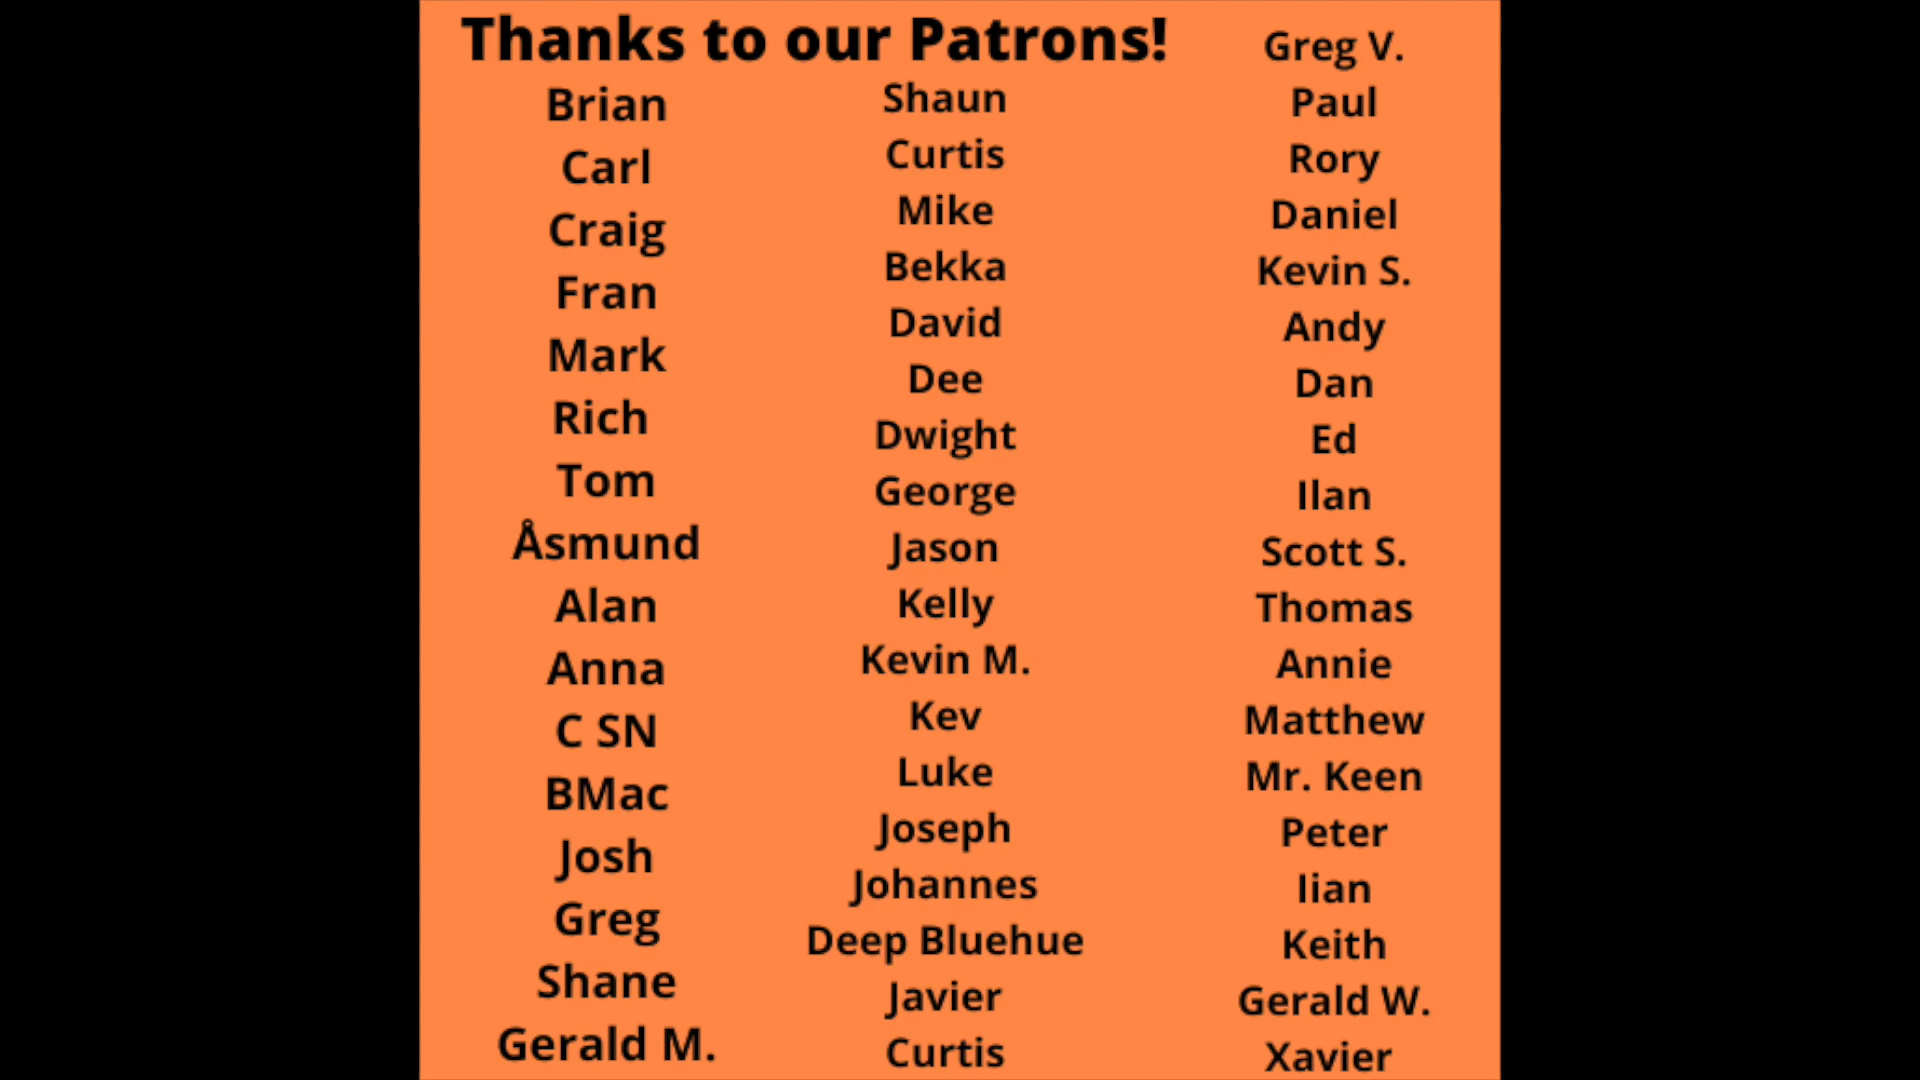 Thanks to our Patrons!
Brian
Carl
Craig
Fran
Mark
Rich
Tom
Åsmund
Alan
Anna
C SN
BMac
Josh
Greg
Shane
Gerald M.
Shaun
Curtis
Mike
Bekka
David
Dee
Dwight
George
Jason
Kelly
Kevin M.
Kev
Luke
Joseph
Johannes
Deep Bluehue
Javier
Curtis
Greg V.
Paul
Rory
Daniel
Kevin S.
Andy
Dan
Ed
Ilan
Scott S.
Thomas
Annie
Matthew
Mr. Keen
Peter
Iian
Keith
Gerald W.
Xavier